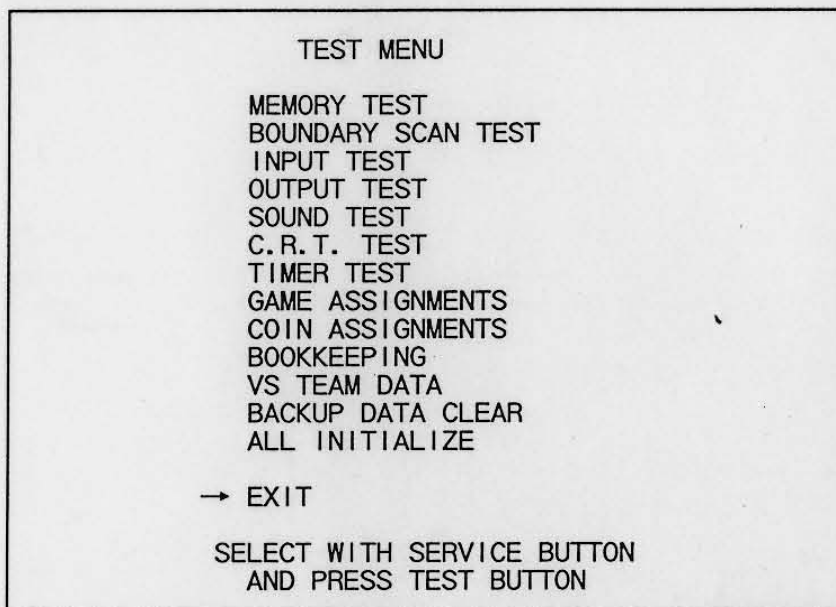 TEST MENU
MEMORY TEST
BOUNDARY SCAN TEST
INPUT TEST
OUTPUT TEST
SOUND TEST
C.R.T. TEST
TIMER TEST
GAME ASSIGNMENTS
COIN ASSIGNMENTS
BOOKKEEPING
VS TEAM DATA
BACKUP DATA CLEAR
ALL INITIALIZE
→ EXIT
SELECT WITH SERVICE BUTTON
AND PRESS TEST BUTTON